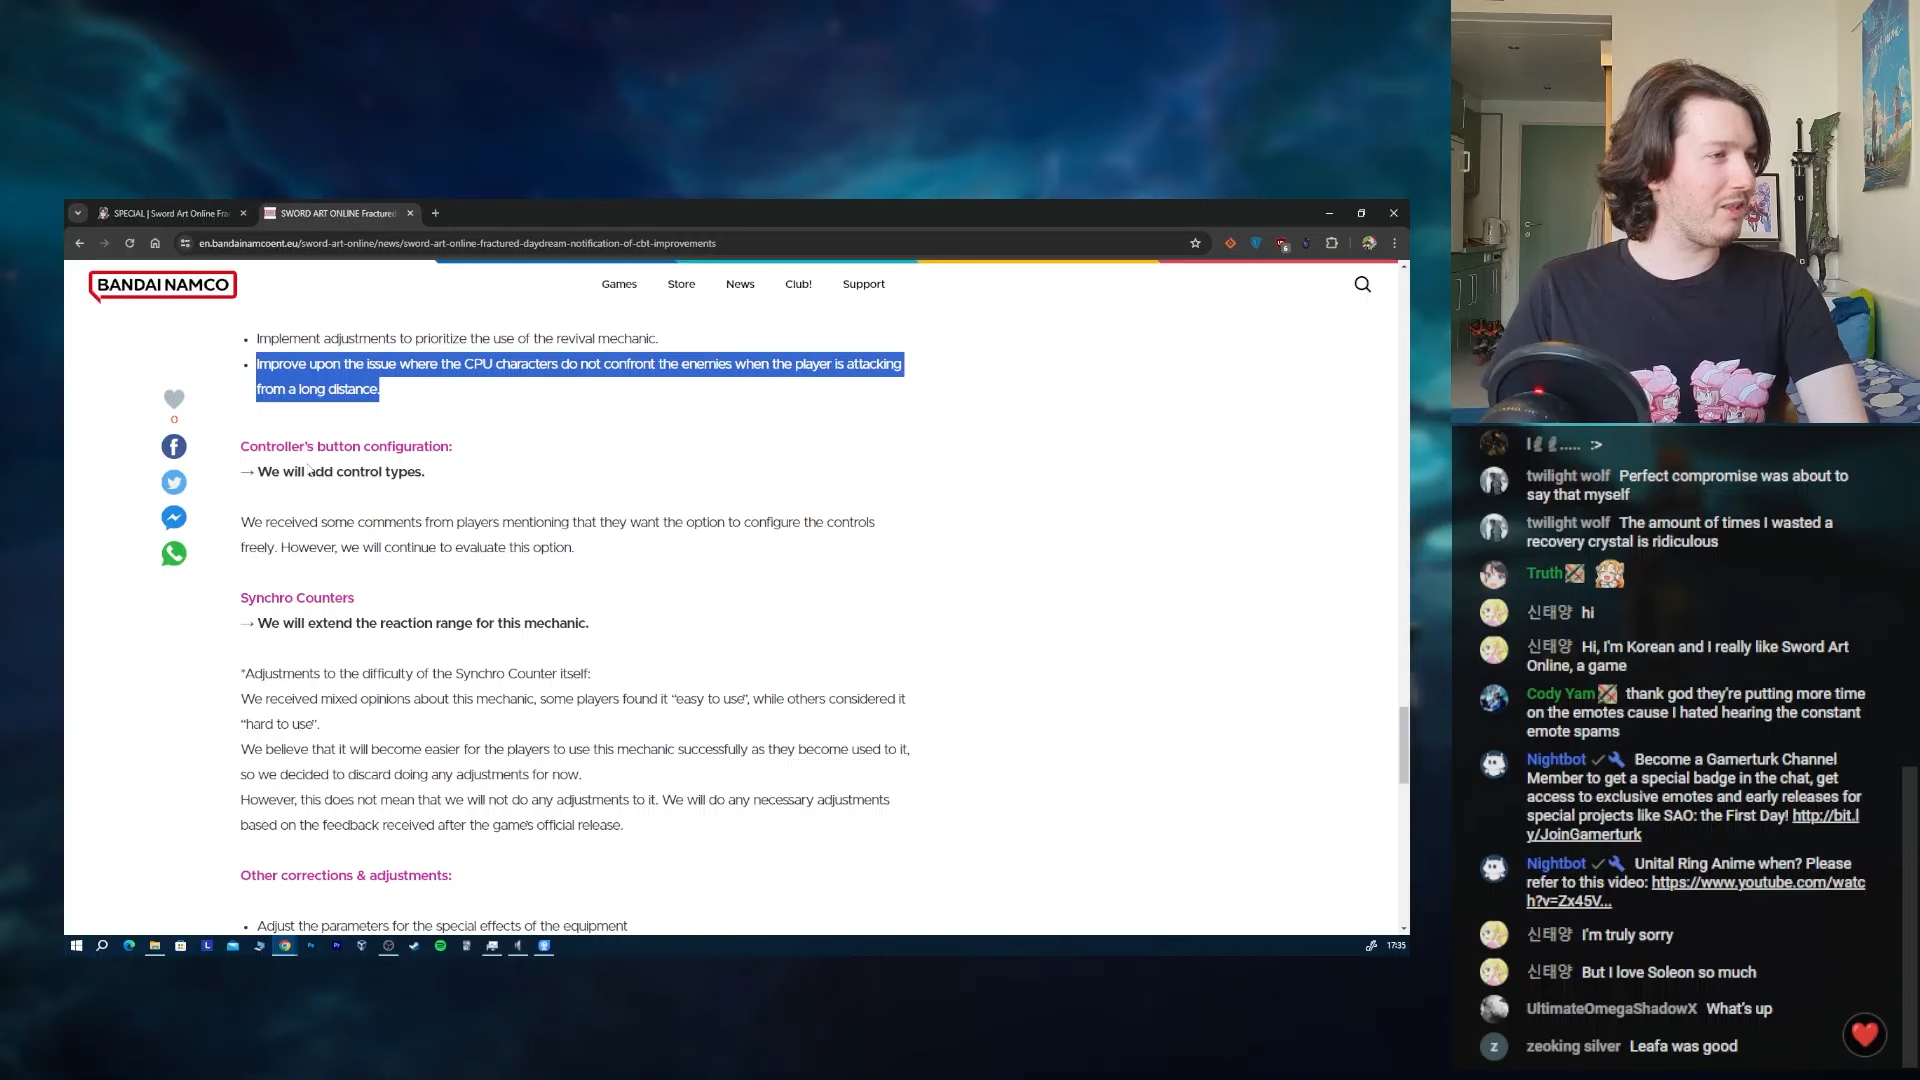 SPECIAL | Sword Art Online Fra
SWORD ART ONLINE Fractured
en.bandainamcoent.eu/sword-art-online/news/sword-art-online-fractured-daydream-notification-of-cbt-improvements
BANDAI NAMCO
Games
Store
News
Club!
Support
• Implement adjustments to prioritize the use of the revival mechanic.
• Improve upon the issue where the CPU characters do not confront the enemies when the player is attacking
from a long distance.
0
Controller's button configuration:
→ We will add control types.
We received some comments from players mentioning that they want the option to configure the controls
freely. However, we will continue to evaluate this option.
Synchro Counters
→ We will extend the reaction range for this mechanic.
*Adjustments to the difficulty of the Synchro Counter itself:
We received mixed opinions about this mechanic, some players found it “easy to use”, while others considered it
“hard to use”.
We believe that it will become easier for the players to use this mechanic successfully as they become used to it,
so we decided to discard doing any adjustments for now.
However, this does not mean that we will not do any adjustments to it. We will do any necessary adjustments
based on the feedback received after the game's official release.
Other corrections & adjustments:
• Adjust the parameters for the special effects of the equipment
17:35
..... :>
twilight wolf Perfect compromise was about to
say that myself
twilight wolf The amount of times I wasted a
recovery crystal is ridiculous
Truth
신태양 hi
신태양 Hi, I'm Korean and I really like Sword Art
Online, a game
Cody Yam thank god they're putting more time
on the emotes cause I hated hearing the constant
emote spams
Nightbot Become a Gamerturk Channel
Member to get a special badge in the chat, get
access to exclusive emotes and early releases for
special projects like SAO: the First Day! http://bit.l
y/JoinGamerturk
Nightbot Unital Ring Anime when? Please
refer to this video: https://www.youtube.com/watc
h?v=Zx45V...
신태양 I'm truly sorry
신태양 But I love Soleon so much
UltimateOmegaShadowX What's up
z
zeoking silver Leafa was good